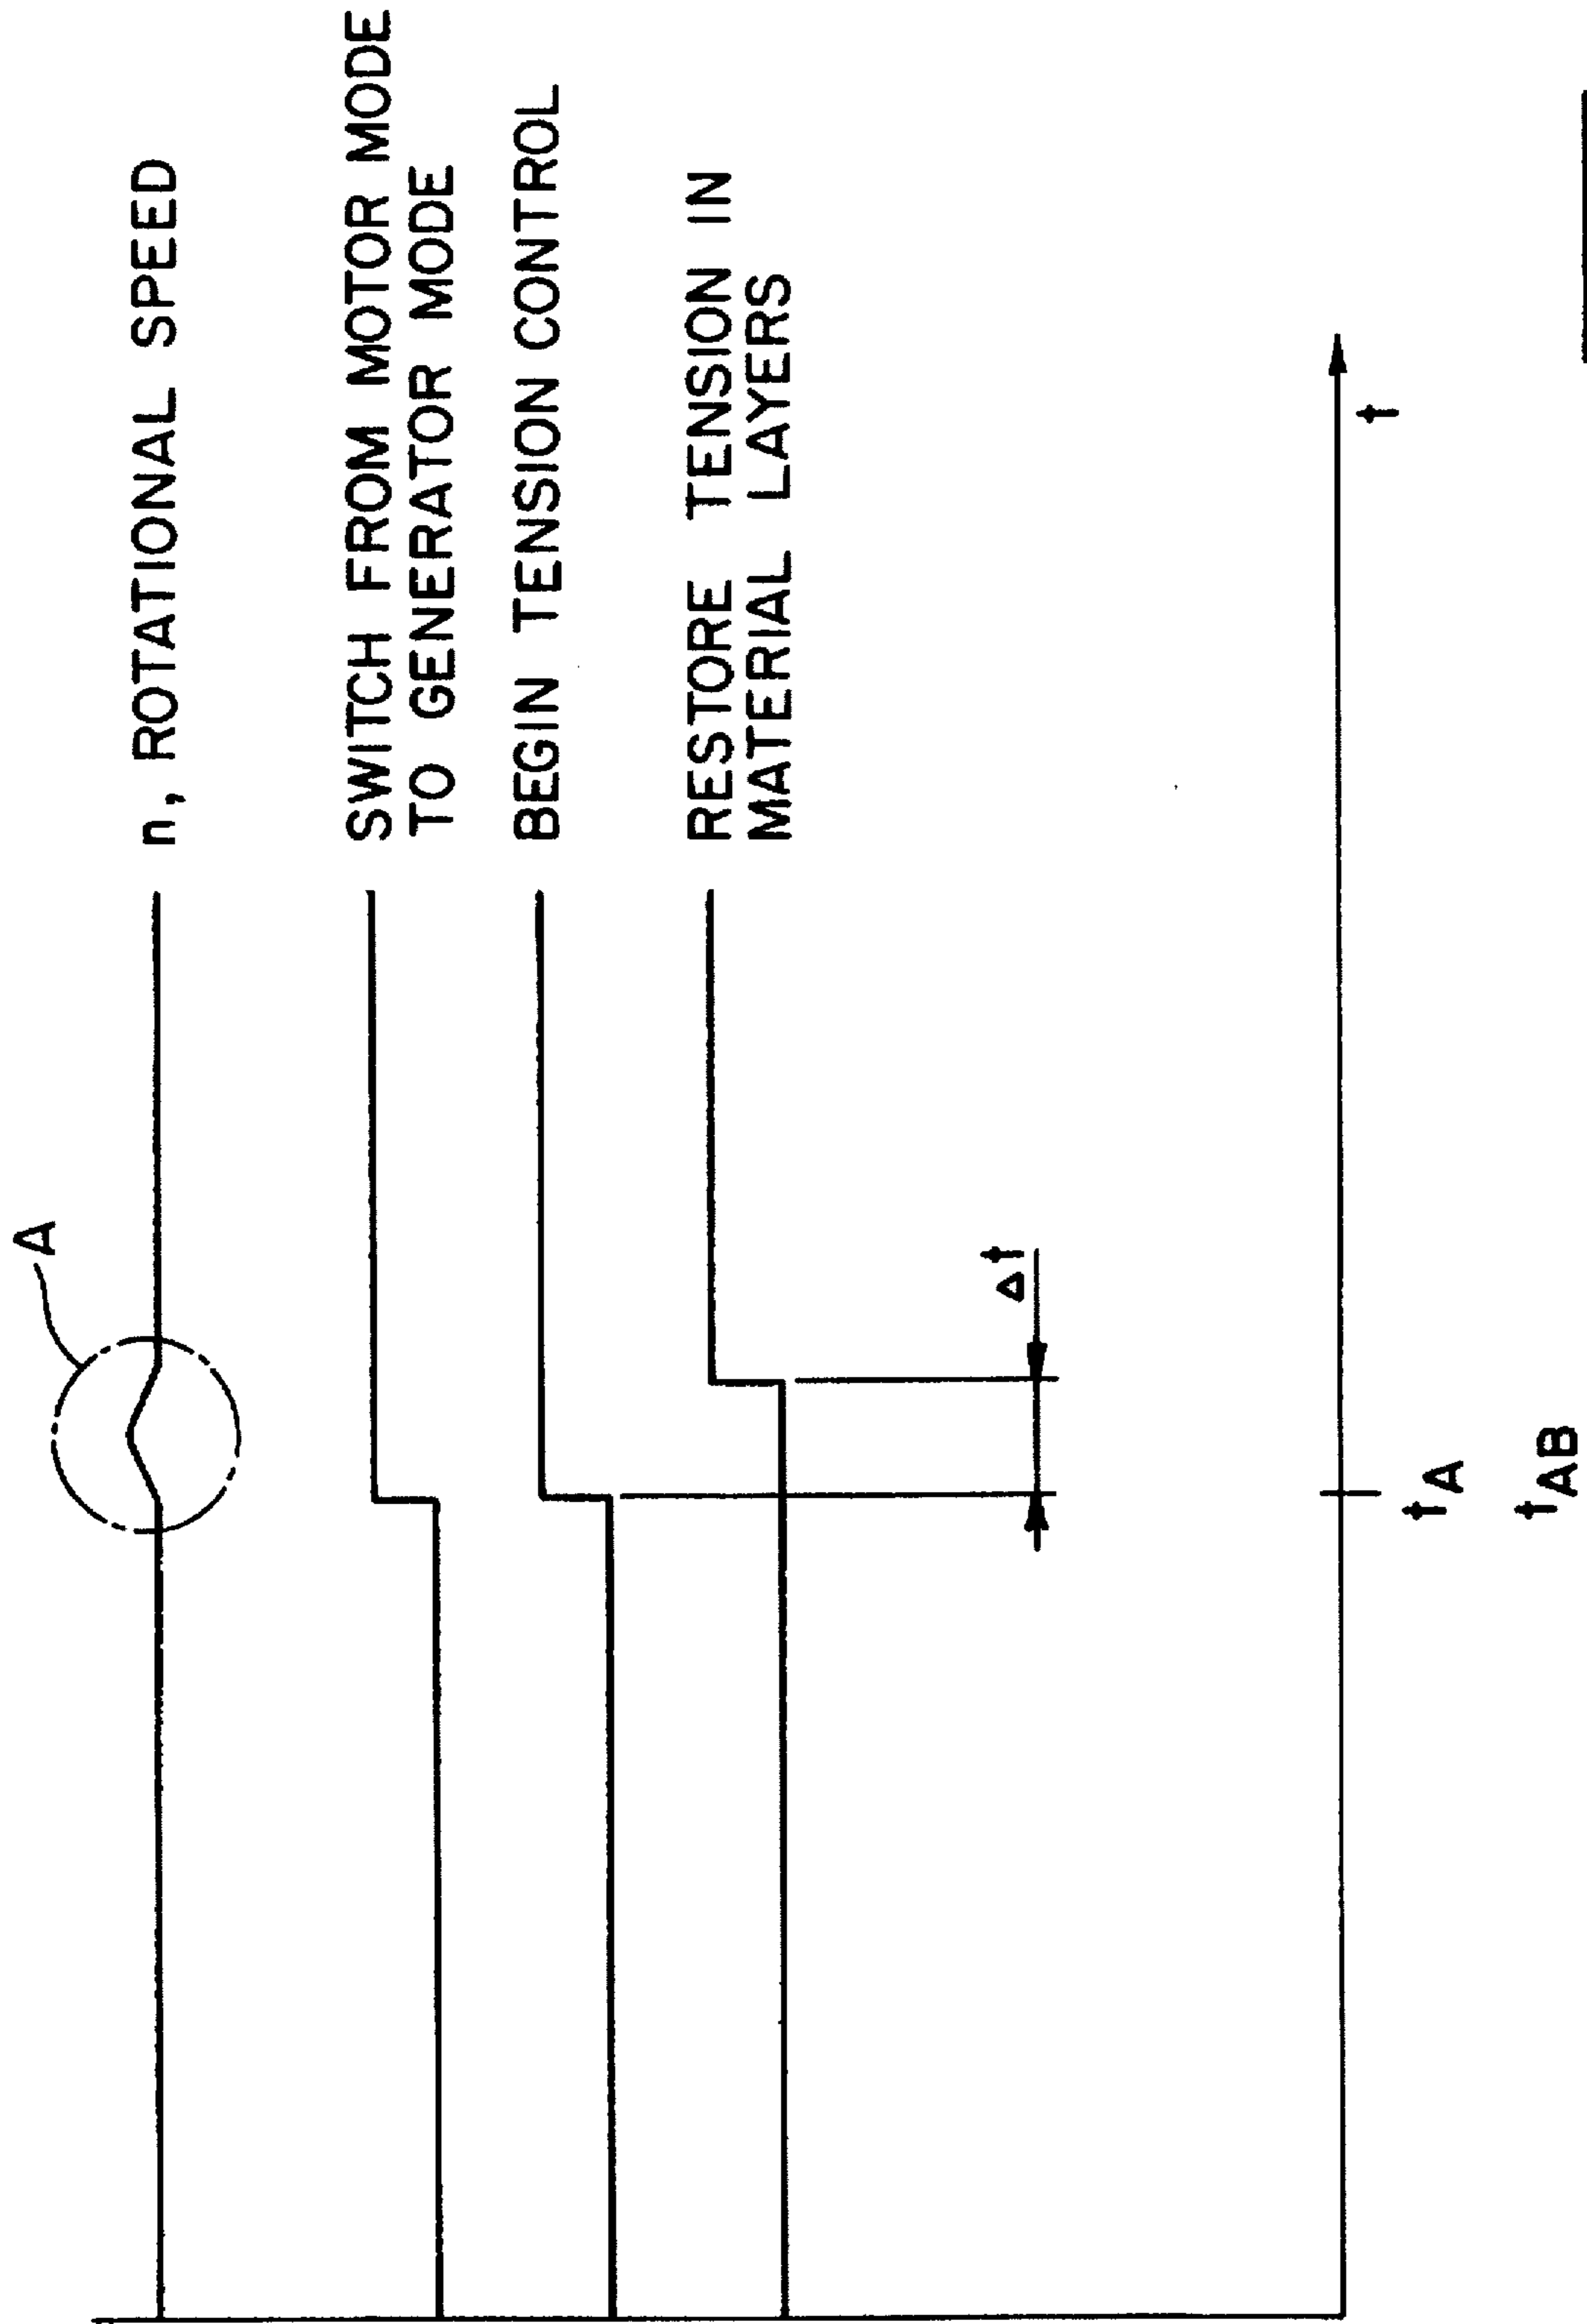 A
n, ROTATIONAL SPEED
SWITCH FROM MOTOR MODE
TO GENERATOR MODE
BEGIN TENSION CONTROL
RESTORE TENSION IN
MATERIAL LAYERS
Δt
t
tA
tAB